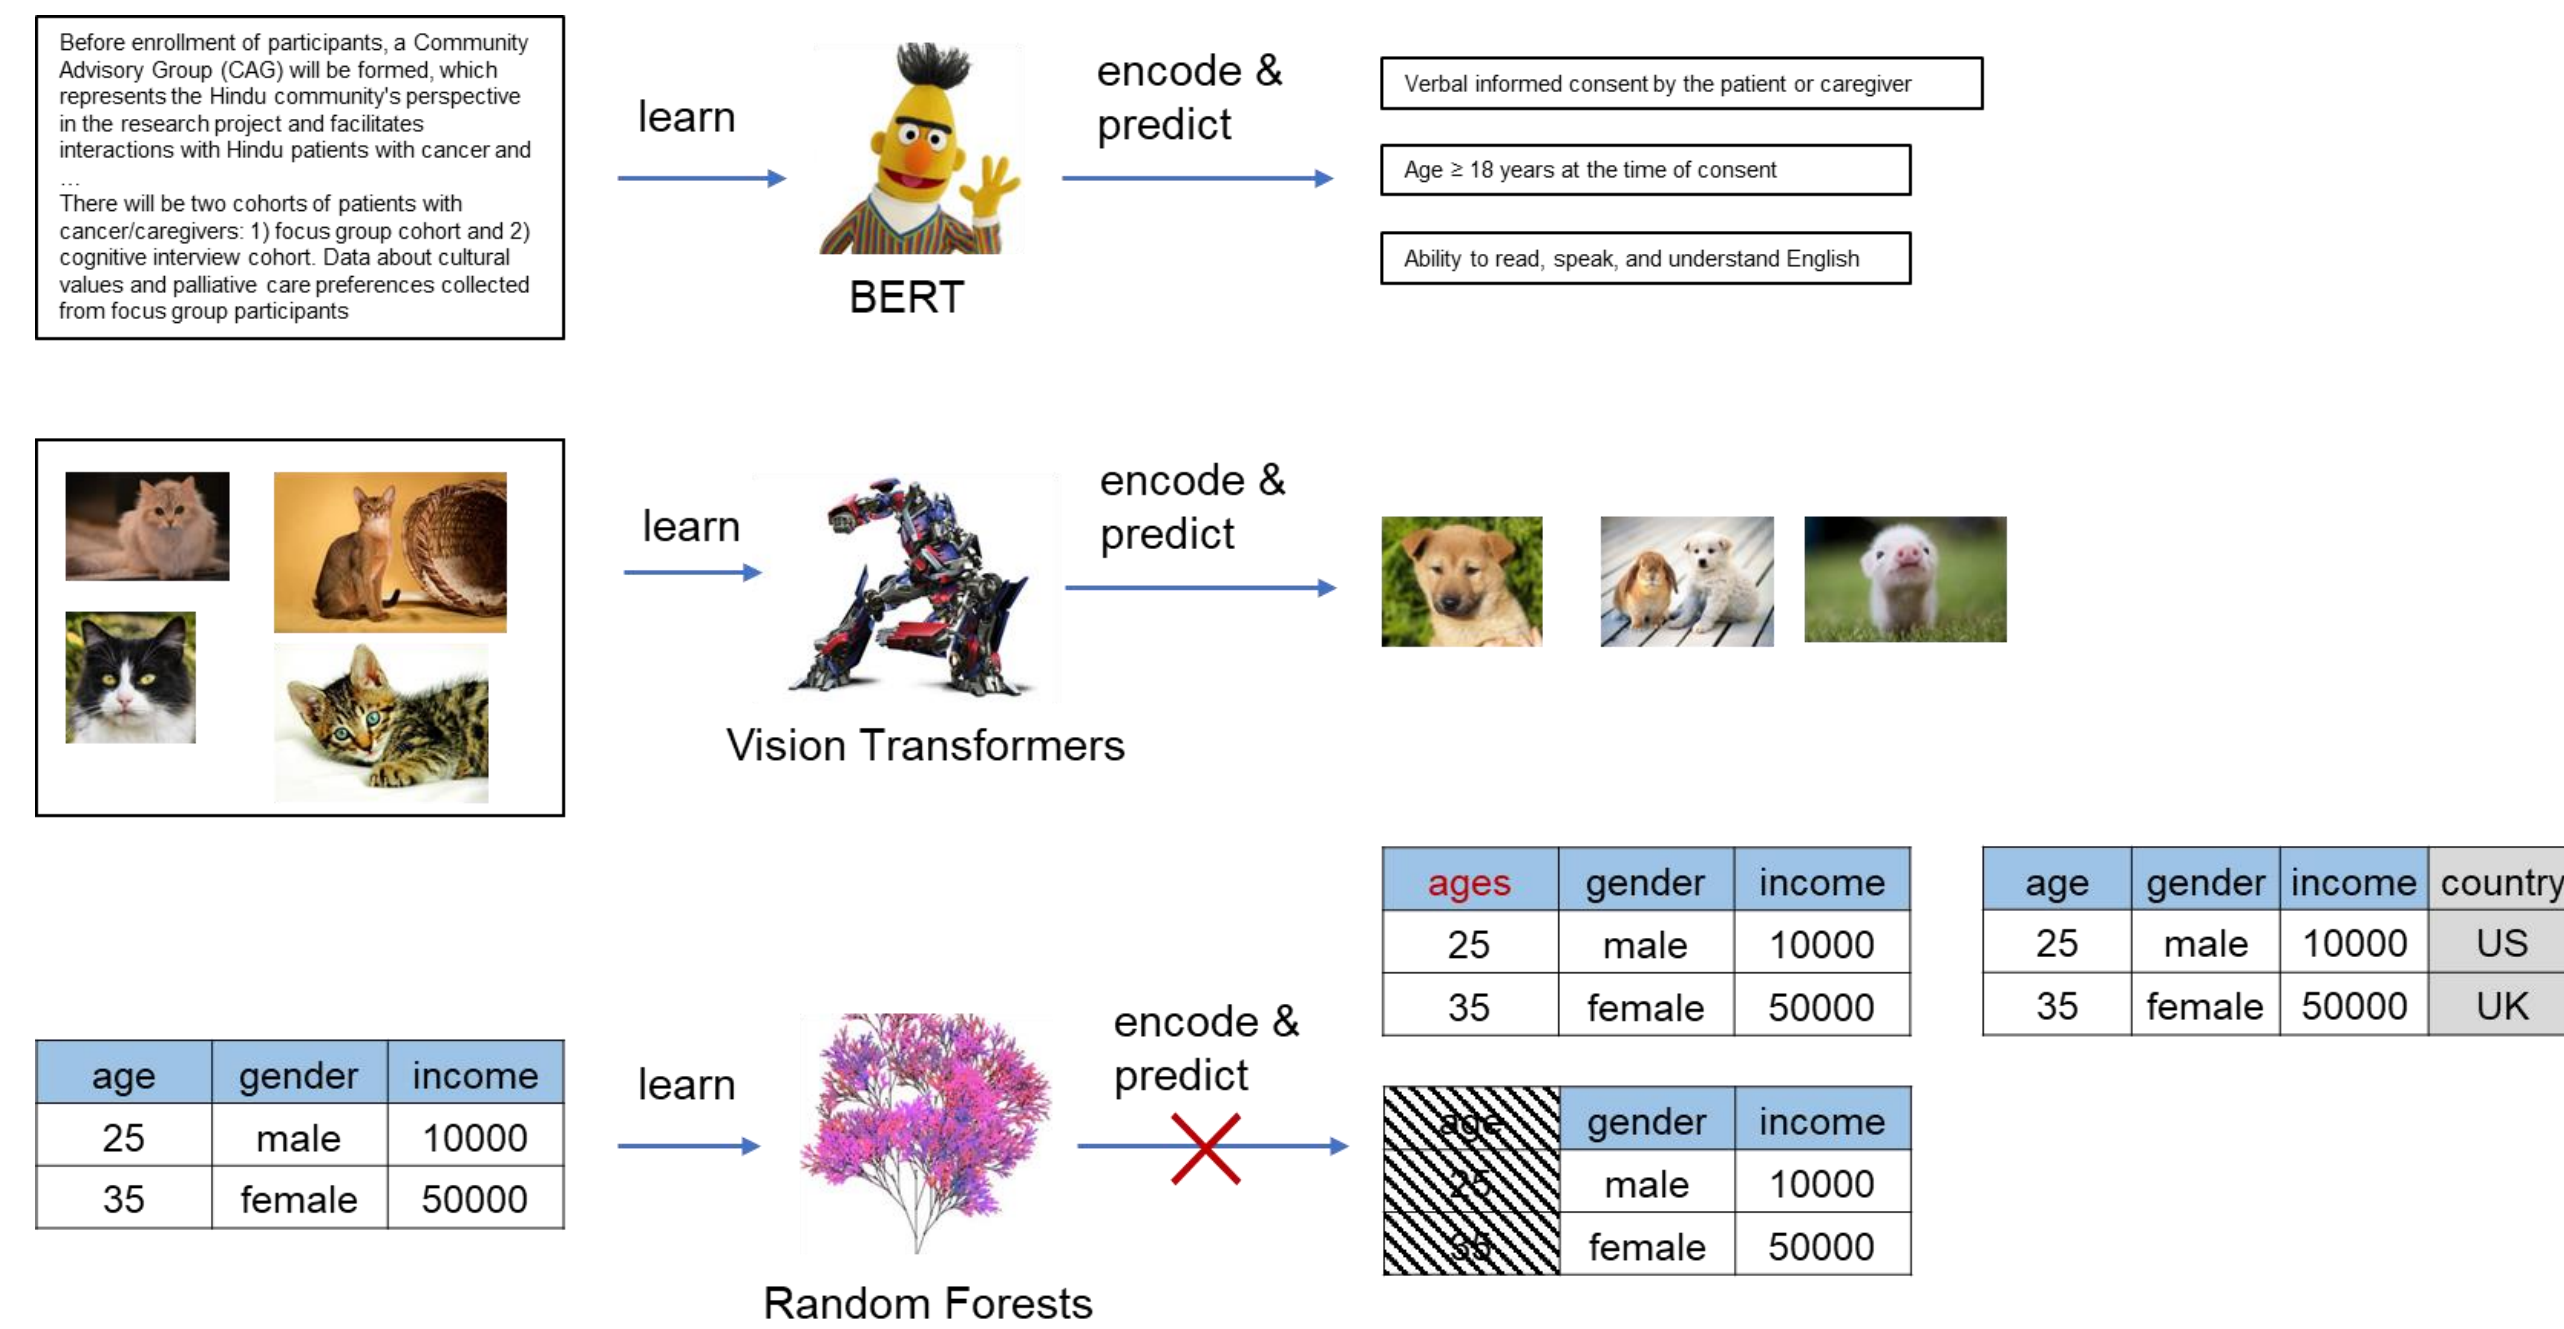 Before enrollment of participants, a Community
Advisory Group (CAG) will be formed, which
represents the Hindu community's perspective
in the research project and facilitates
interactions with Hindu patients with cancer and
...
There will be two cohorts of patients with
cancer/caregivers: 1) focus group cohort and 2)
cognitive interview cohort. Data about cultural
values and palliative care preferences collected
from focus group participants
learn
BERT
encode &
predict
Verbal informed consent by the patient or caregiver
Age ≥ 18 years at the time of consent
Ability to read, speak, and understand English
learn
Vision Transformers
encode &
predict
age gender income
25 male 10000
35 female 50000
learn
Random Forests
encode &
predict
ages gender income
25 male 10000
35 female 50000
age gender income country
25 male 10000 US
35 female 50000 UK
age gender income
25 male 10000
35 female 50000